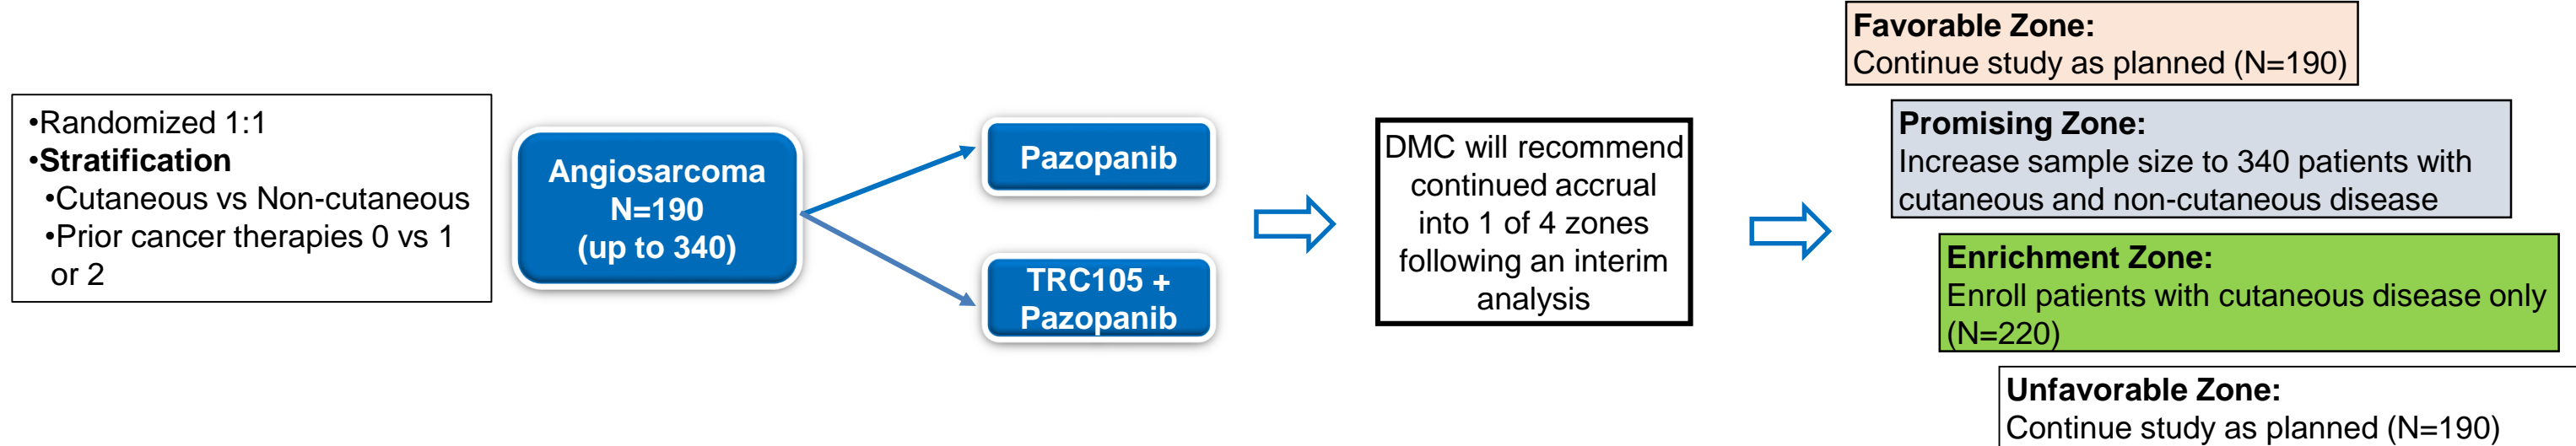 •Randomized 1:1
•Stratification
•Cutaneous vs Non-cutaneous
•Prior cancer therapies 0 vs 1
or 2
Angiosarcoma
N=190
(up to 340)
Pazopanib
TRC105 +
Pazopanib
DMC will recommend
continued accrual
into 1 of 4 zones
following an interim
analysis
Favorable Zone:
Continue study as planned (N=190)
Promising Zone:
Increase sample size to 340 patients with
cutaneous and non-cutaneous disease
Enrichment Zone:
Enroll patients with cutaneous disease only
(N=220)
Unfavorable Zone:
Continue study as planned (N=190)